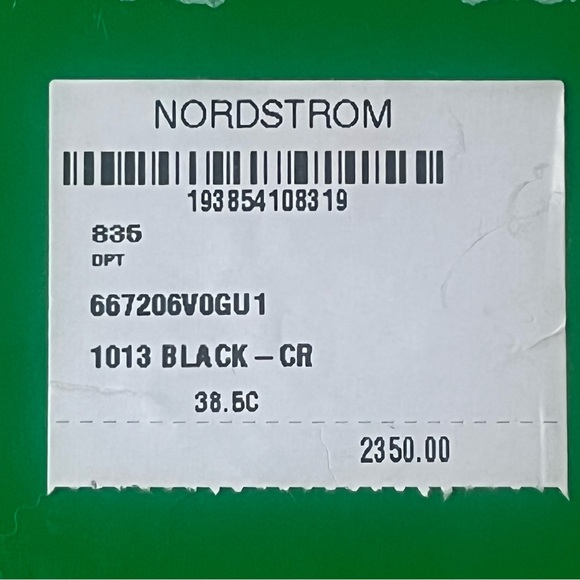 NORDSTROM
193854108319
835
DPT
667206V0GU1
1013 BLACK – CR
38.5C
2350.00